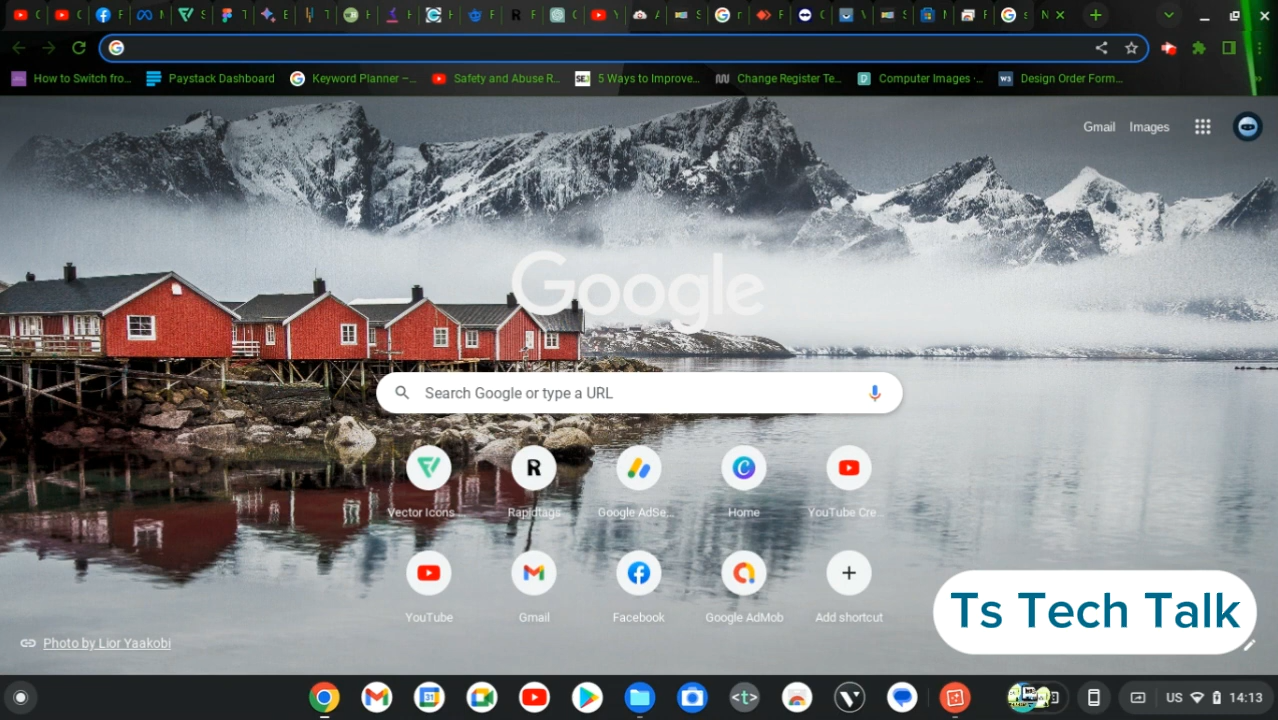 How to Switch fro...
Paystack Dashboard
Keyword Planner –...
Safety and Abuse R...
5 Ways to Improve...
Change Register Te...
Computer Images ·...
Design Order Form...
Gmail
Images
Google
Search Google or type a URL
Vector Icons
Rapidtags
Google AdSe...
Home
YouTube Cre...
YouTube
Gmail
Facebook
Google AdMob
Add shortcut
Ts Tech Talk
Photo by Lior Yaakobi
US
14:13